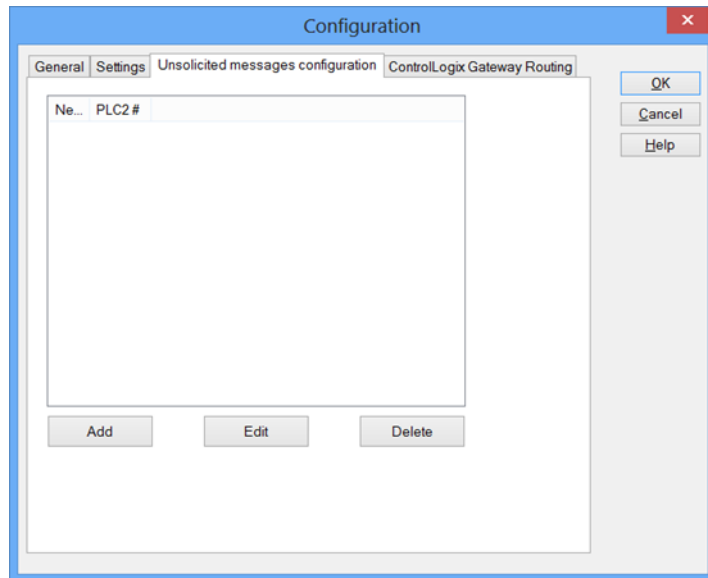 Configuration
General Settings Unsolicited messages configuration ControlLogix Gateway Routing
OK
Cancel
Help
Ne... PLC2 #
Add Edit Delete